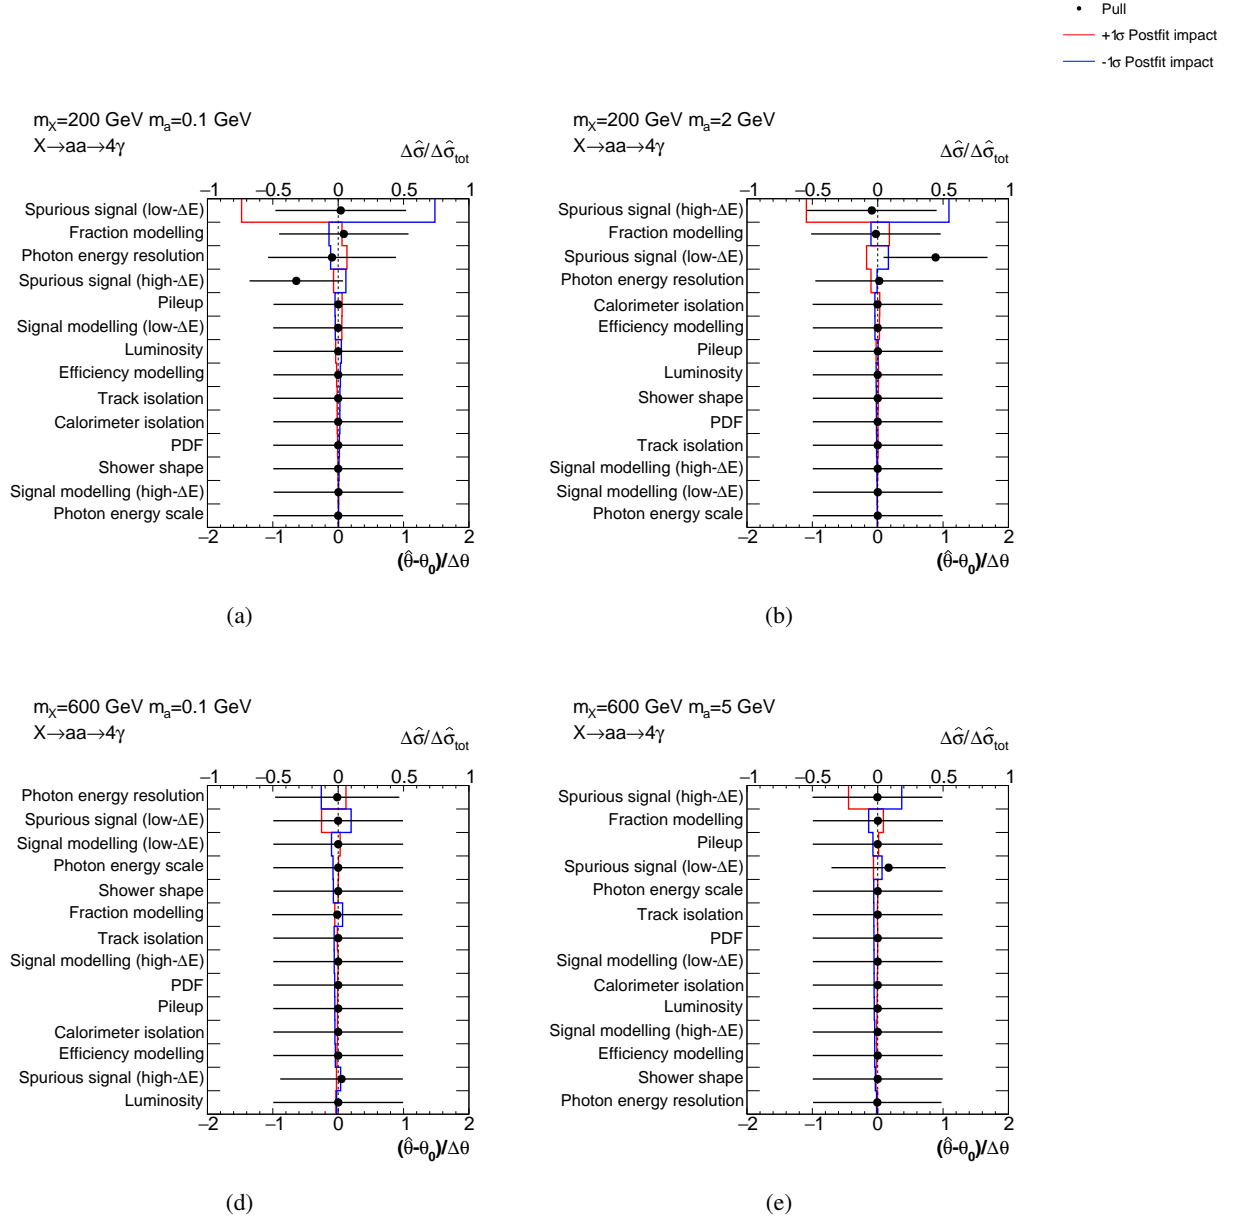 Pull
+1σ Postfit impact
-1σ Postfit impact
m_X=200 GeV m_a=0.1 GeV
X→aa→4γ
Δσ̂/Δσ̂_tot
−1 −0.5 0 0.5 1
Spurious signal (low-ΔE)
Fraction modelling
Photon energy resolution
Spurious signal (high-ΔE)
Pileup
Signal modelling (low-ΔE)
Luminosity
Efficiency modelling
Track isolation
Calorimeter isolation
PDF
Shower shape
Signal modelling (high-ΔE)
Photon energy scale
−2 −1 0 1 2
(θ̂-θ_0)/Δθ
(a)
m_X=200 GeV m_a=2 GeV
X→aa→4γ
Δσ̂/Δσ̂_tot
−1 −0.5 0 0.5 1
Spurious signal (high-ΔE)
Fraction modelling
Spurious signal (low-ΔE)
Photon energy resolution
Calorimeter isolation
Efficiency modelling
Pileup
Luminosity
Shower shape
PDF
Track isolation
Signal modelling (high-ΔE)
Signal modelling (low-ΔE)
Photon energy scale
−2 −1 0 1 2
(θ̂-θ_0)/Δθ
(b)
m_X=600 GeV m_a=0.1 GeV
X→aa→4γ
Δσ̂/Δσ̂_tot
−1 −0.5 0 0.5 1
Photon energy resolution
Spurious signal (low-ΔE)
Signal modelling (low-ΔE)
Photon energy scale
Shower shape
Fraction modelling
Track isolation
Signal modelling (high-ΔE)
PDF
Pileup
Calorimeter isolation
Efficiency modelling
Spurious signal (high-ΔE)
Luminosity
−2 −1 0 1 2
(θ̂-θ_0)/Δθ
(d)
m_X=600 GeV m_a=5 GeV
X→aa→4γ
Δσ̂/Δσ̂_tot
−1 −0.5 0 0.5 1
Spurious signal (high-ΔE)
Fraction modelling
Pileup
Spurious signal (low-ΔE)
Photon energy scale
Track isolation
PDF
Signal modelling (low-ΔE)
Calorimeter isolation
Luminosity
Signal modelling (high-ΔE)
Efficiency modelling
Shower shape
Photon energy resolution
−2 −1 0 1 2
(θ̂-θ_0)/Δθ
(e)